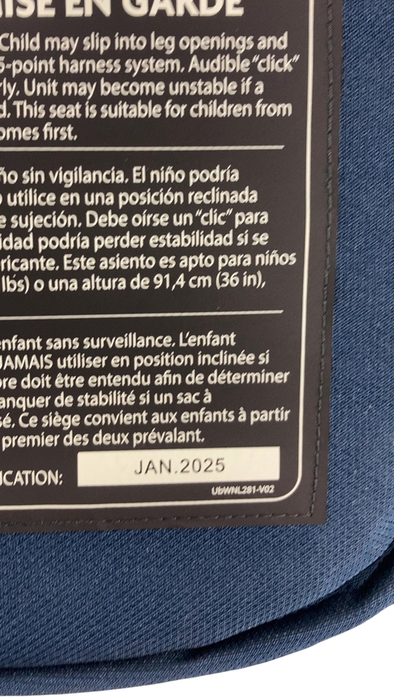 MISE EN GARDE
Child may slip into leg openings and
5-point harness system. Audible "click"
rly. Unit may become unstable if a
d. This seat is suitable for children from
omes first.
ño sin vigilancia. El niño podría
utilice en una posición reclinada
e sujeción. Debe oírse un "clic" para
idad podría perder estabilidad si se
ricante. Este asiento es apto para niños
lbs) o una altura de 91,4 cm (36 in),
enfant sans surveillance. L'enfant
JAMAIS utiliser en position inclinée si
re doit être entendu afin de déterminer
anquer de stabilité si un sac à
sé. Ce siège convient aux enfants à partir
premier des deux prévalant.
ICATION: JAN.2025
UbWNL281-V02